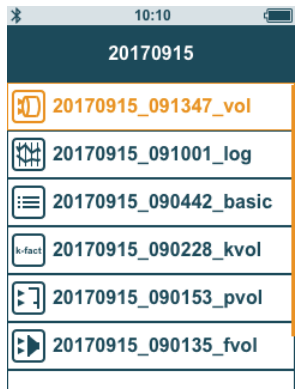 10:10
20170915
20170915_091347_vol
20170915_091001_log
20170915_090442_basic
k-fact 20170915_090228_kvol
20170915_090153_pvol
20170915_090135_fvol